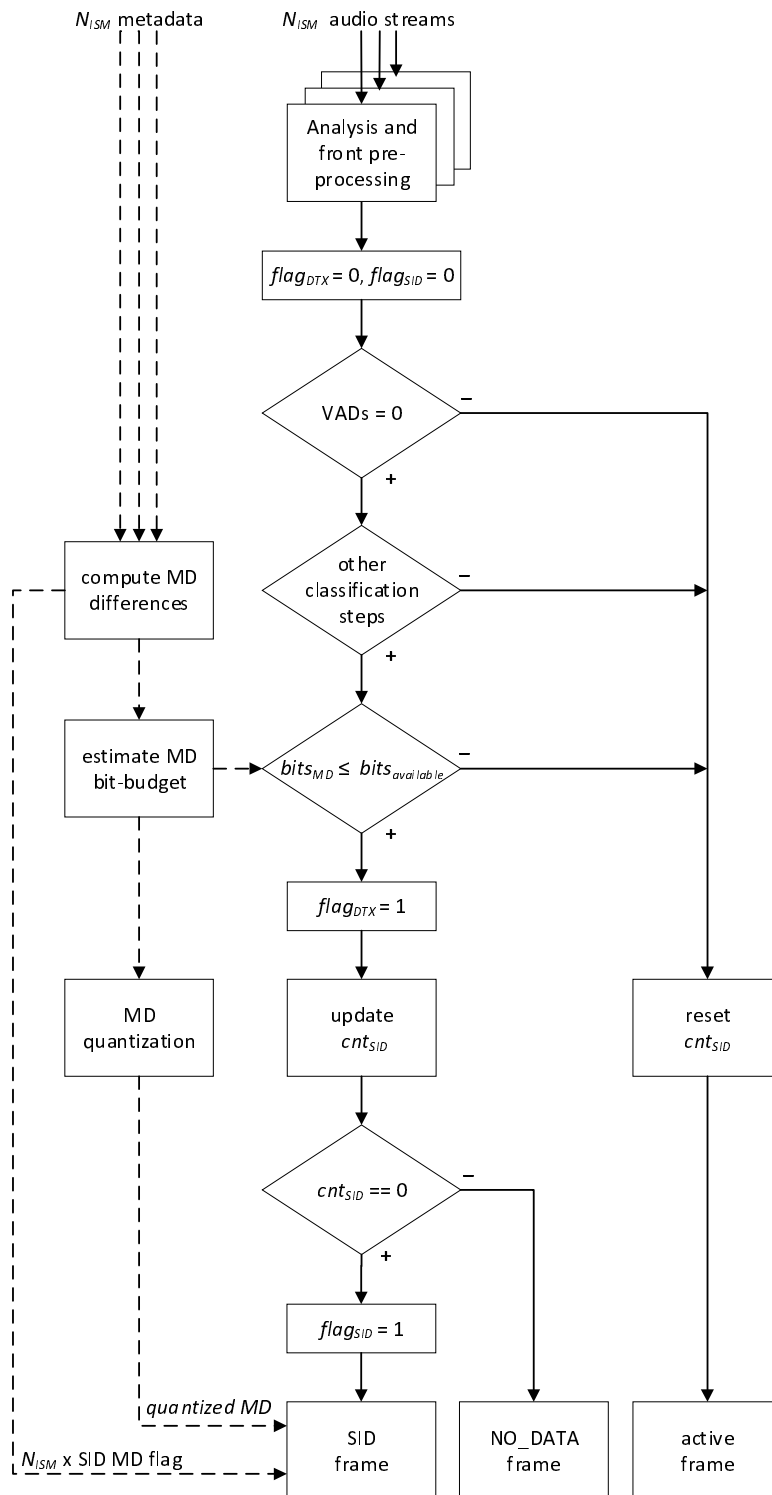 N_ISM metadata
N_ISM audio streams
Analysis and
front pre-
processing
flag_DTX = 0, flag_SID = 0
VADs = 0
–
+
compute MD
differences
other
classification
steps
–
+
estimate MD
bit-budget
bits_MD ≤ bits_available
–
+
flag_DTX = 1
MD
quantization
update
cnt_SID
reset
cnt_SID
cnt_SID == 0
–
+
flag_SID = 1
quantized MD
N_ISM x SID MD flag
SID
frame
NO_DATA
frame
active
frame